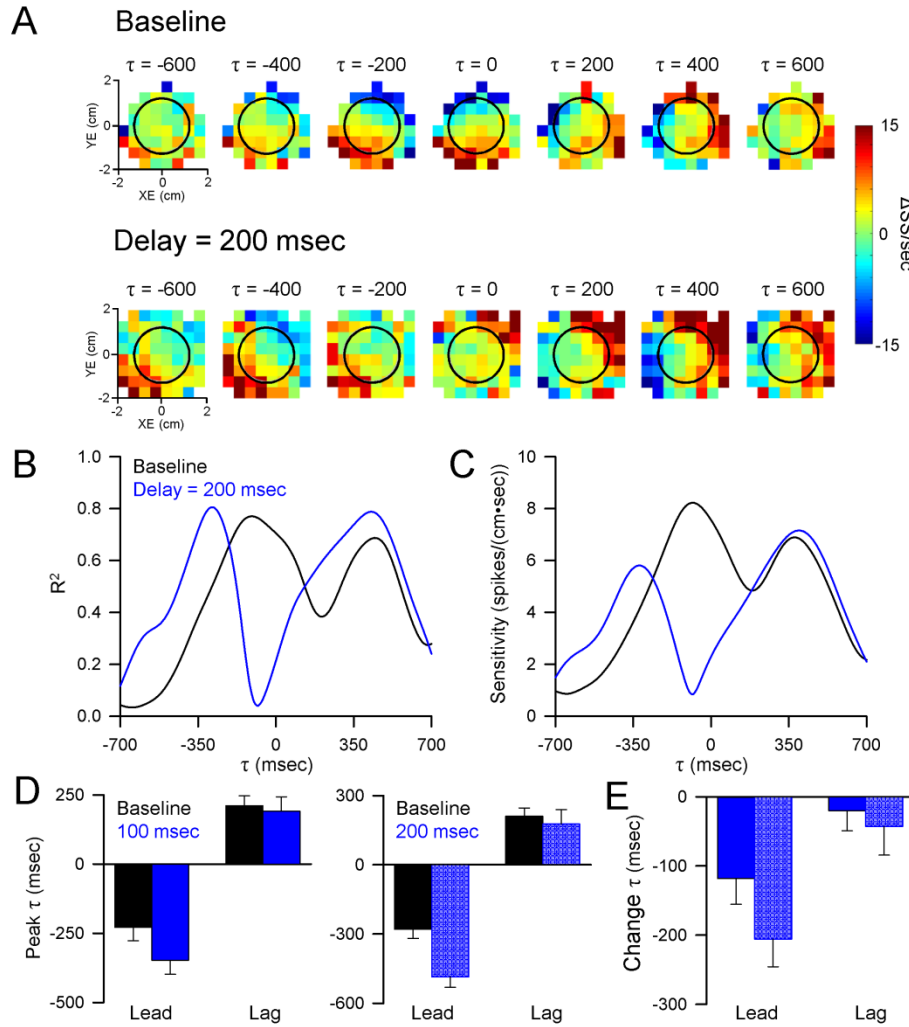 A
Baseline
τ = -600 τ = -400 τ = -200 τ = 0 τ = 200 τ = 400 τ = 600
2
0
-2
YE (cm)
-2 0 2
XE (cm)
15
0
-15
ΔSS/sec
Delay = 200 msec
τ = -600 τ = -400 τ = -200 τ = 0 τ = 200 τ = 400 τ = 600
2
0
-2
YE (cm)
-2 0 2
XE (cm)
B
Baseline
Delay = 200 msec
R²
1.0
0.8
0.6
0.4
0.2
0.0
-700 -350 0 350 700
τ (msec)
C
Sensitivity (spikes/(cm•sec))
10
8
6
4
2
0
-700 -350 0 350 700
τ (msec)
D
Baseline
100 msec
Peak τ (msec)
250
0
-250
-500
Lead Lag
Baseline
200 msec
300
0
-300
-600
Lead Lag
E
Change τ (msec)
0
-100
-200
-300
Lead Lag